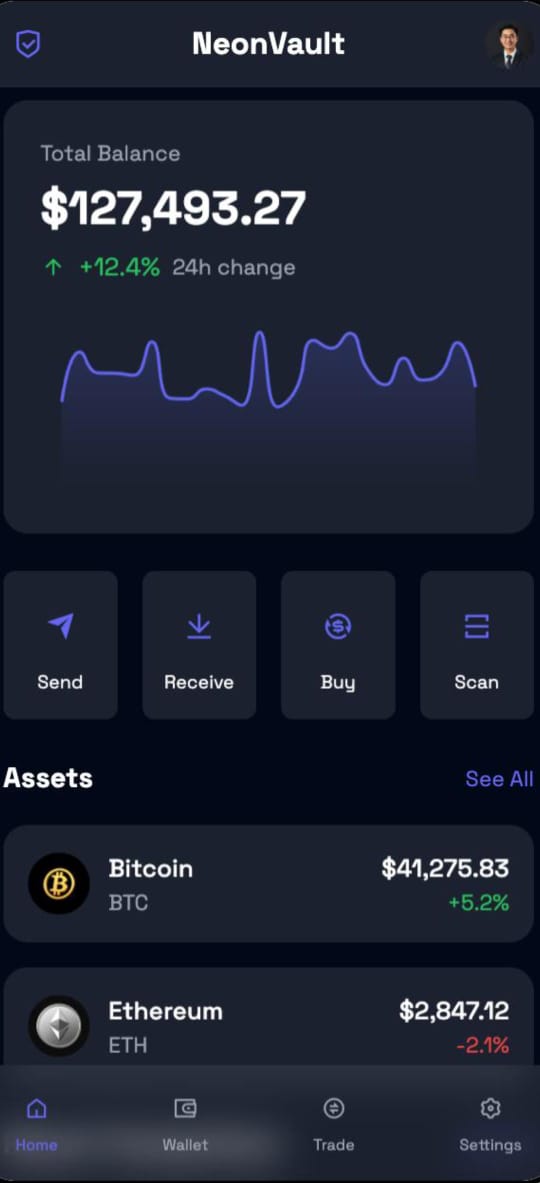 NeonVault
Total Balance
$127,493.27
↑ +12.4% 24h change
Send Receive Buy Scan
Assets See All
Bitcoin $41,275.83
BTC +5.2%
Ethereum $2,847.12
ETH -2.1%
Home Wallet Trade Settings